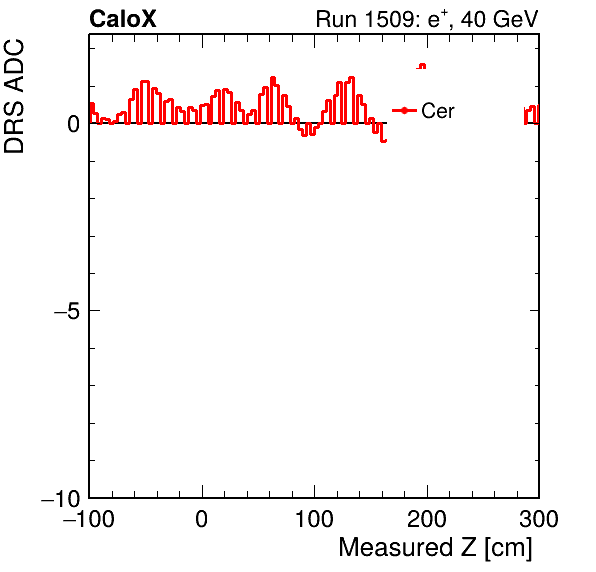 CaloX Run 1509: e⁺, 40 GeV
DRS ADC
Cer
0
−5
−10
−100 0 100 200 300
Measured Z [cm]